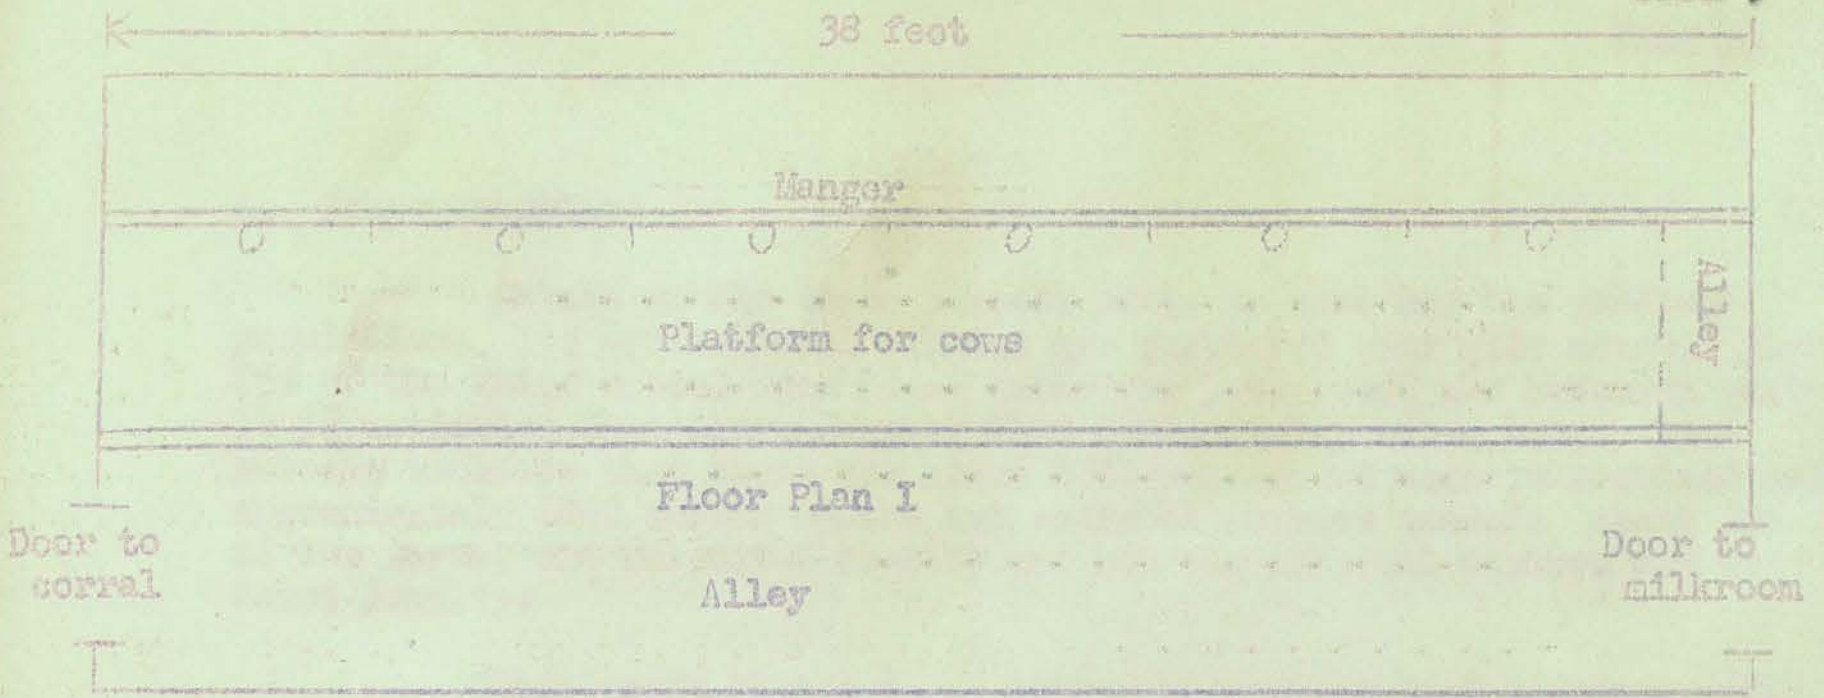 38 feet
Manger
Alley
Platform for cows
Floor Plan I
Door to
corral
Door to
milkroom
Alley